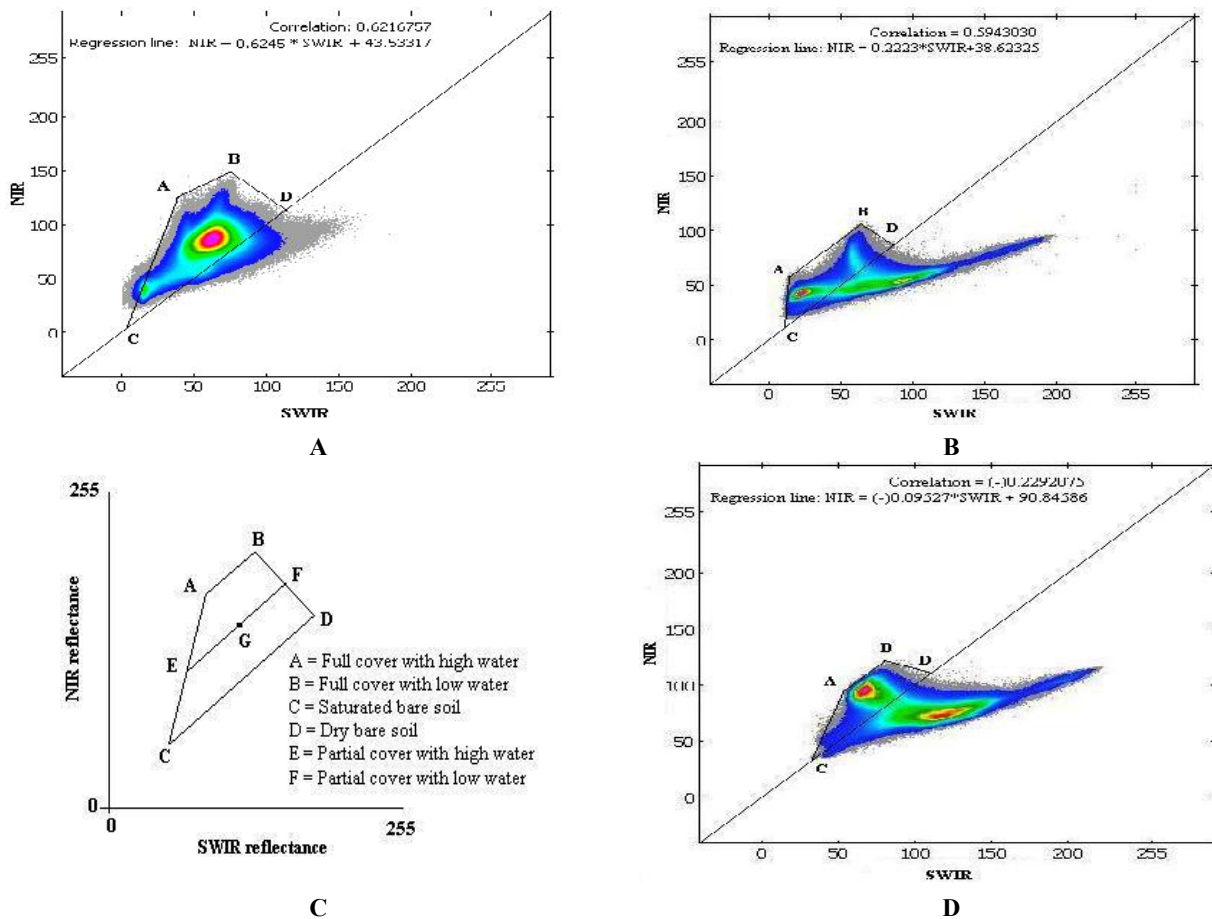 Correlation: 0.6216757
Regression line: NIR = 0.6245 * SWIR + 43.53317
255
200
150
100
50
0
NIR
A
B
D
C
0
50
100
150
200
255
SWIR
A
Correlation = 0.5943030
Regression line: NIR = 0.2223*SWIR+38.62325
255
200
150
100
50
0
NIR
A
B
D
C
0
50
100
150
200
255
SWIR
B
255
NIR reflectance
0
A
B
F
D
G
E
C
A = Full cover with high water
B = Full cover with low water
C = Saturated bare soil
D = Dry bare soil
E = Partial cover with high water
F = Partial cover with low water
0
255
SWIR reflectance
C
Correlation = (-)0.2292075
Regression line: NIR = (-)0.09527*SWIR + 90.84586
255
200
150
100
50
0
NIR
A
D
D
C
0
50
100
150
200
255
SWIR
D